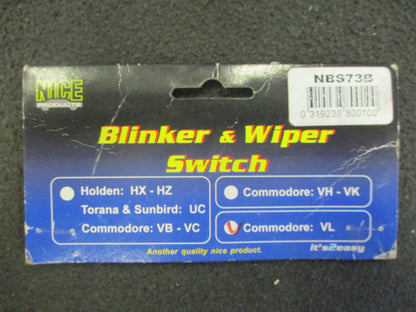 NICE
PRODUCTS
NBS73B
9 319238 800100
Blinker & Wiper
Switch
Holden: HX - HZ
Torana & Sunbird: UC
Commodore: VB - VC
Commodore: VH - VK
Commodore: VL
Another quality nice product.
it's2easy